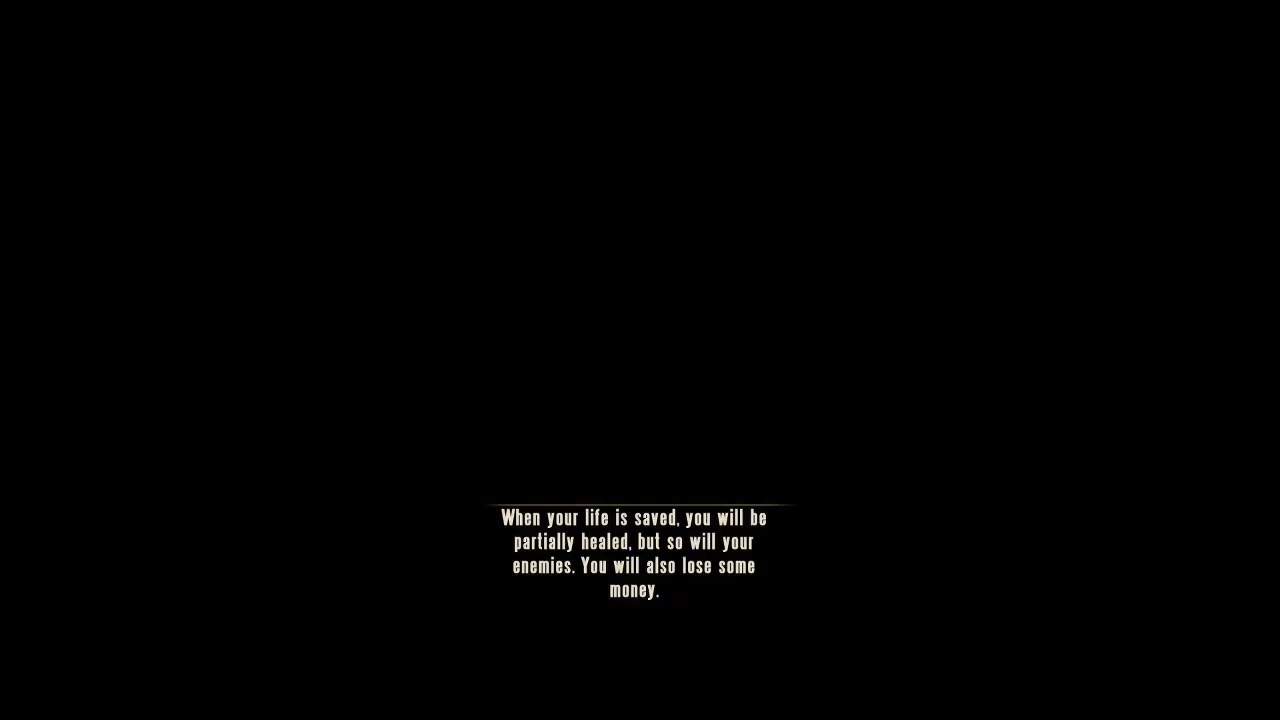 When your life is saved, you will be
partially healed, but so will your
enemies. You will also lose some
money.